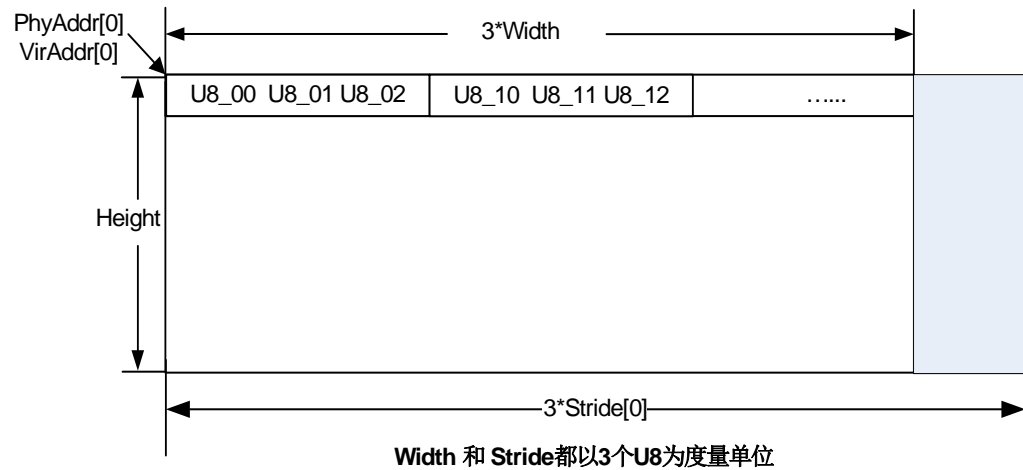 PhyAddr[0]
VirAddr[0]
3*Width
U8_00 U8_01 U8_02
U8_10 U8_11 U8_12
…...
Height
3*Stride[0]
Width 和 Stride都以3个U8为度量单位